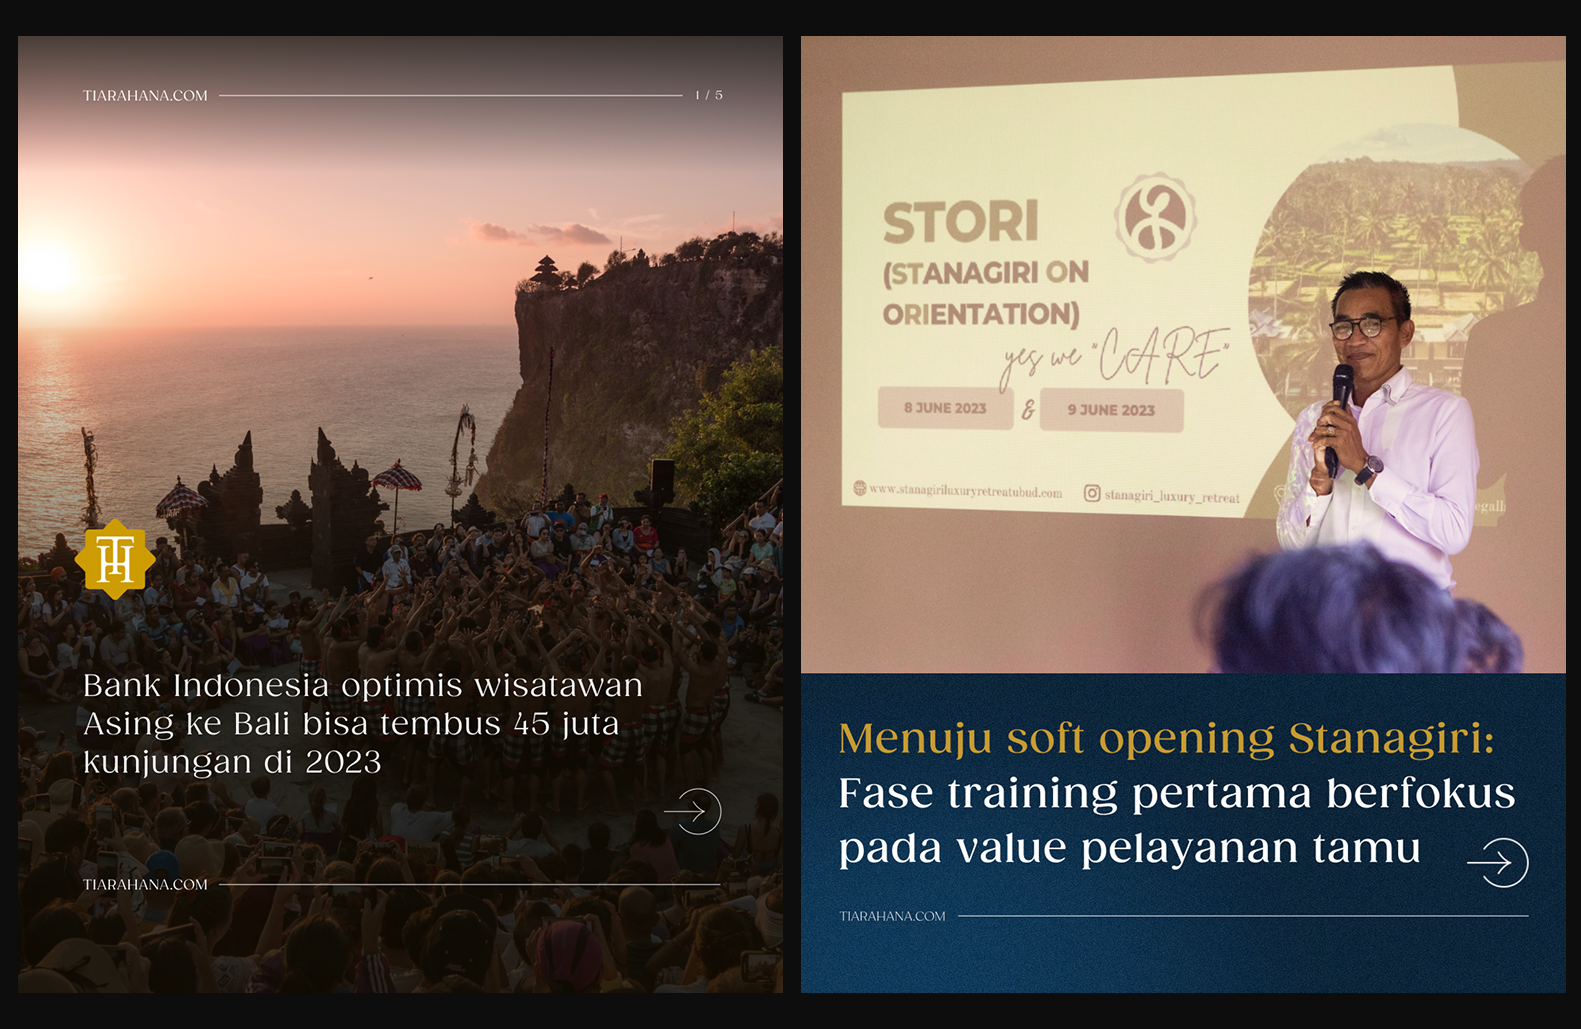 TIARAHANA.COM
1 / 5
TH
Bank Indonesia optimis wisatawan
Asing ke Bali bisa tembus 45 juta
kunjungan di 2023
TIARAHANA.COM
STORI
(STANAGIRI ON
ORIENTATION)
yes we "CARE"
8 JUNE 2023 & 9 JUNE 2023
www.stanagiriluxuryretreatubud.com
stanagiri_luxury_retreat
Menuju soft opening Stanagiri:
Fase training pertama berfokus
pada value pelayanan tamu
TIARAHANA.COM